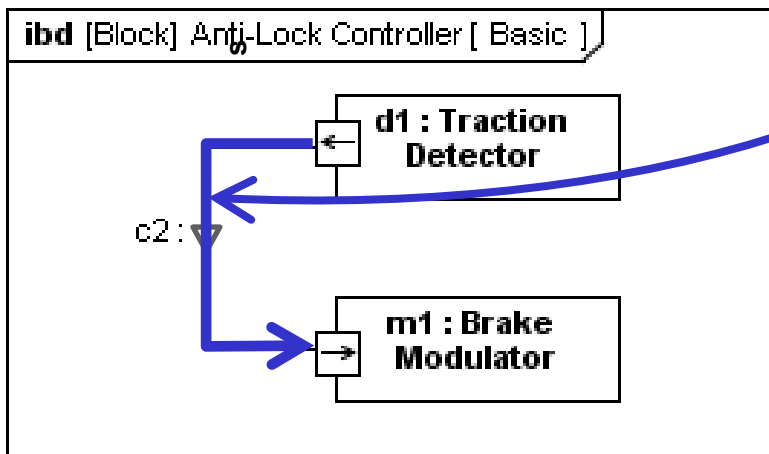 ibd [Block] Anti-Lock Controller [ Basic ]
s
d1 : Traction
Detector
c2 :
m1 : Brake
Modulator